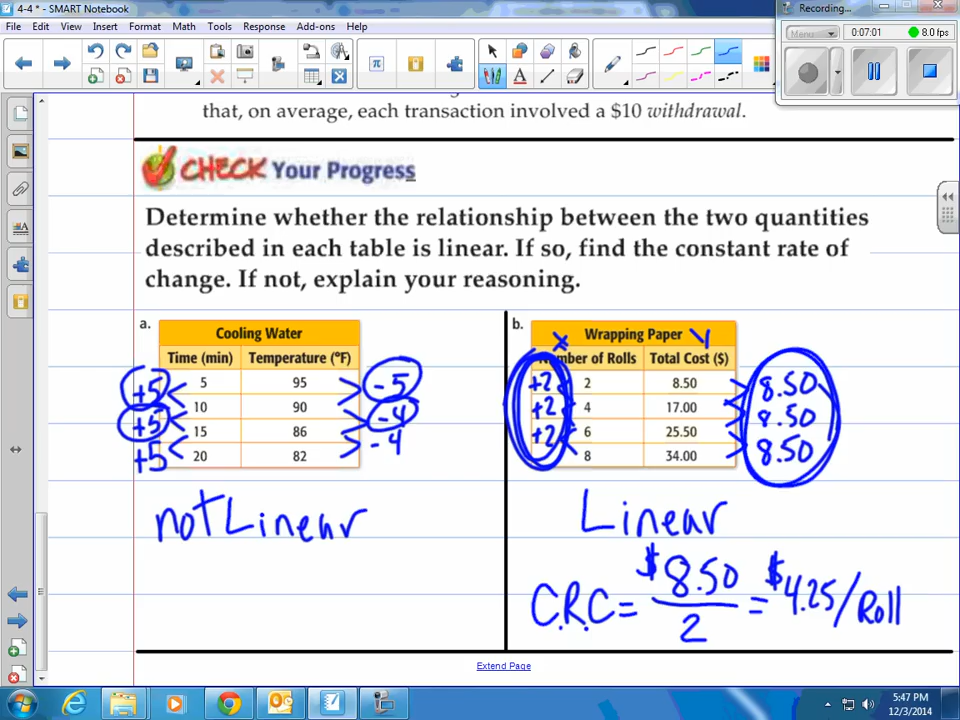 4-4 * - SMART Notebook
Recording...
File Edit View Insert Format Math Tools Response Add-ons Help
Menu 0:07:01 8.0 fps
that, on average, each transaction involved a $10 withdrawal.
CHECK Your Progress
Determine whether the relationship between the two quantities
described in each table is linear. If so, find the constant rate of
change. If not, explain your reasoning.
a. Cooling Water
Time (min) Temperature (°F)
+5 5 95 -5
+5 10 90 -4
15 86 -4
+5 20 82
b. x Wrapping Paper y
Number of Rolls Total Cost ($)
+2 2 8.50 8.50
+2 4 17.00 8.50
+2 6 25.50 8.50
8 34.00
not Linear
Linear
C.R.C = $8.50/2 = $4.25/Roll
Extend Page
5:47 PM
12/3/2014